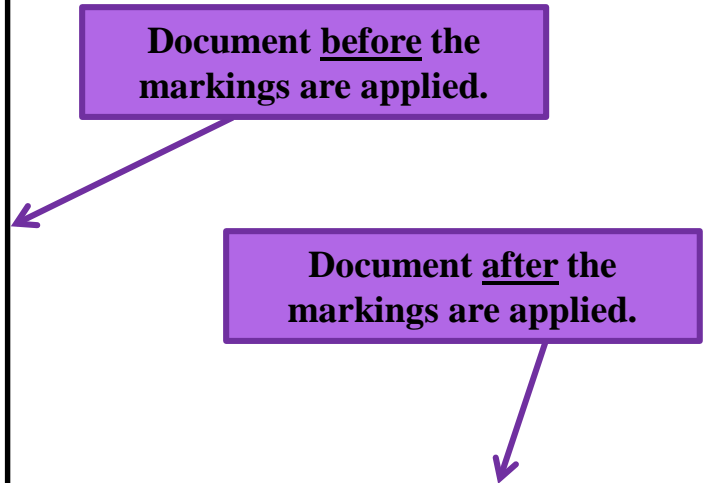 Document before the
markings are applied.
Document after the
markings are applied.